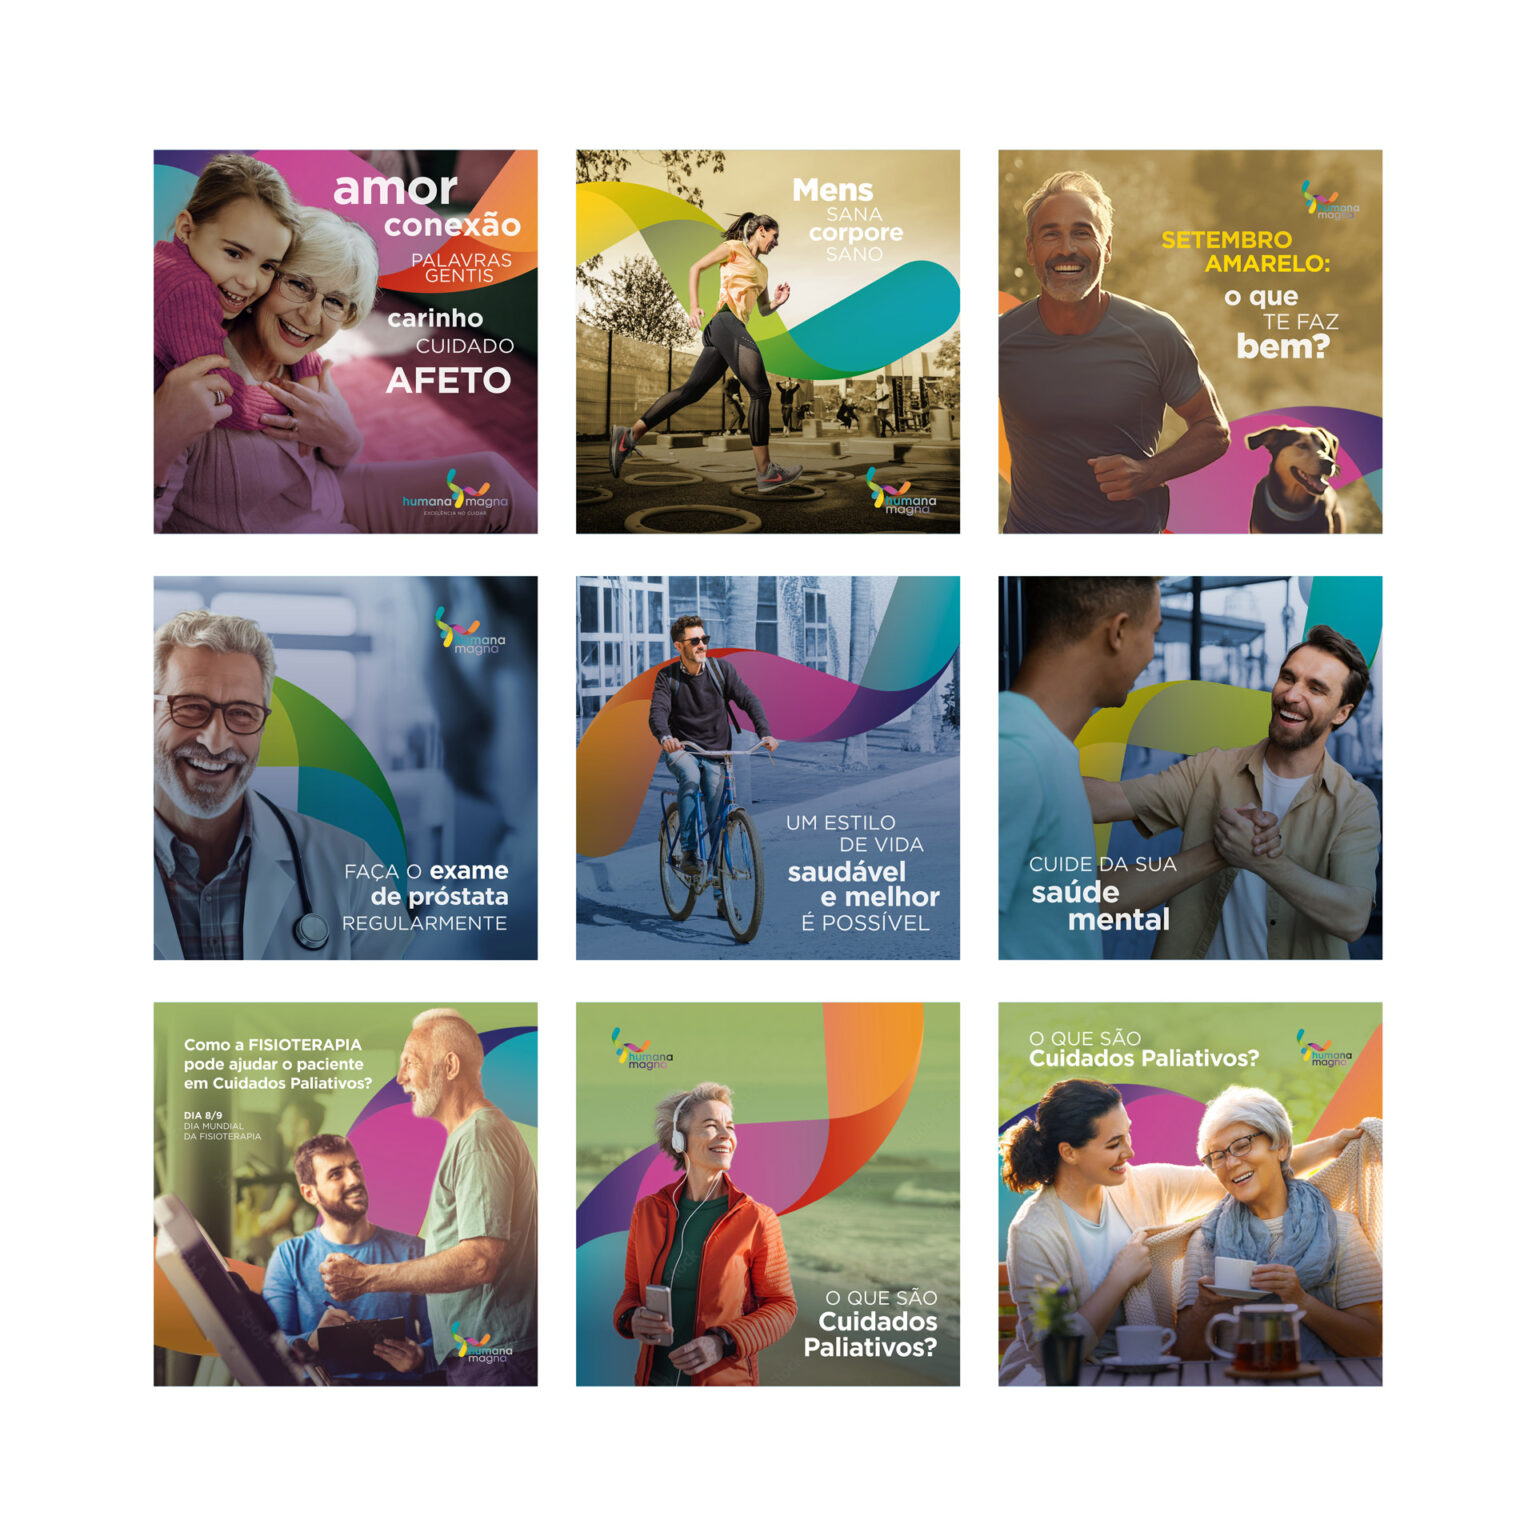 amor
conexão
PALAVRAS
GENTIS
carinho
CUIDADO
AFETO
humana magna
EXCELÊNCIA NO CUIDAR
Mens
SANA
corpore
SANO
humana
magna
humana
magna
SETEMBRO
AMARELO:
o que
TE FAZ
bem?
humana
magna
FAÇA O exame
de próstata
REGULARMENTE
UM ESTILO
DE VIDA
saudável
e melhor
É POSSÍVEL
CUIDE DA SUA
saúde
mental
Como a FISIOTERAPIA
pode ajudar o paciente
em Cuidados Paliativos?
DIA 8/9
DIA MUNDIAL
DA FISIOTERAPIA
humana
magna
humana
magna
O QUE SÃO
Cuidados
Paliativos?
O QUE SÃO
Cuidados Paliativos?
humana
magna